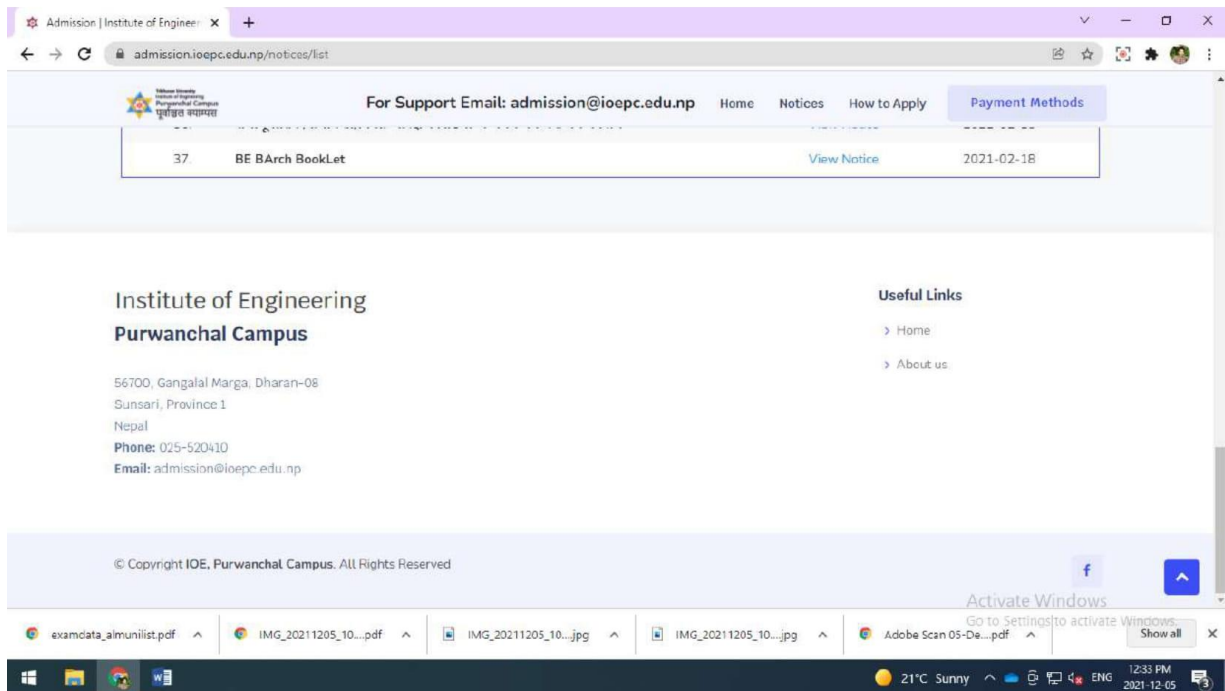 Admission | Institute of Engineer
admission.ioepc.edu.np/notices/list
Purwanchal Campus
For Support Email: admission@ioepc.edu.np
Home
Notices
How to Apply
Payment Methods
37.
BE BArch BookLet
View Notice
2021-02-18
Institute of Engineering
Purwanchal Campus
56700, Gangalal Marga, Dharan-08
Sunsari, Province 1
Nepal
Phone: 025-520410
Email: admission@ioepc.edu.np
Useful Links
> Home
> About us
© Copyright IOE, Purwanchal Campus. All Rights Reserved
f
Activate Windows
Go to Settings to activate Windows.
examdata_almunilist.pdf
IMG_20211205_10....pdf
IMG_20211205_10....jpg
IMG_20211205_10....jpg
Adobe Scan 05-De....pdf
Show all
21°C Sunny
ENG
12:33 PM
2021-12-05
3